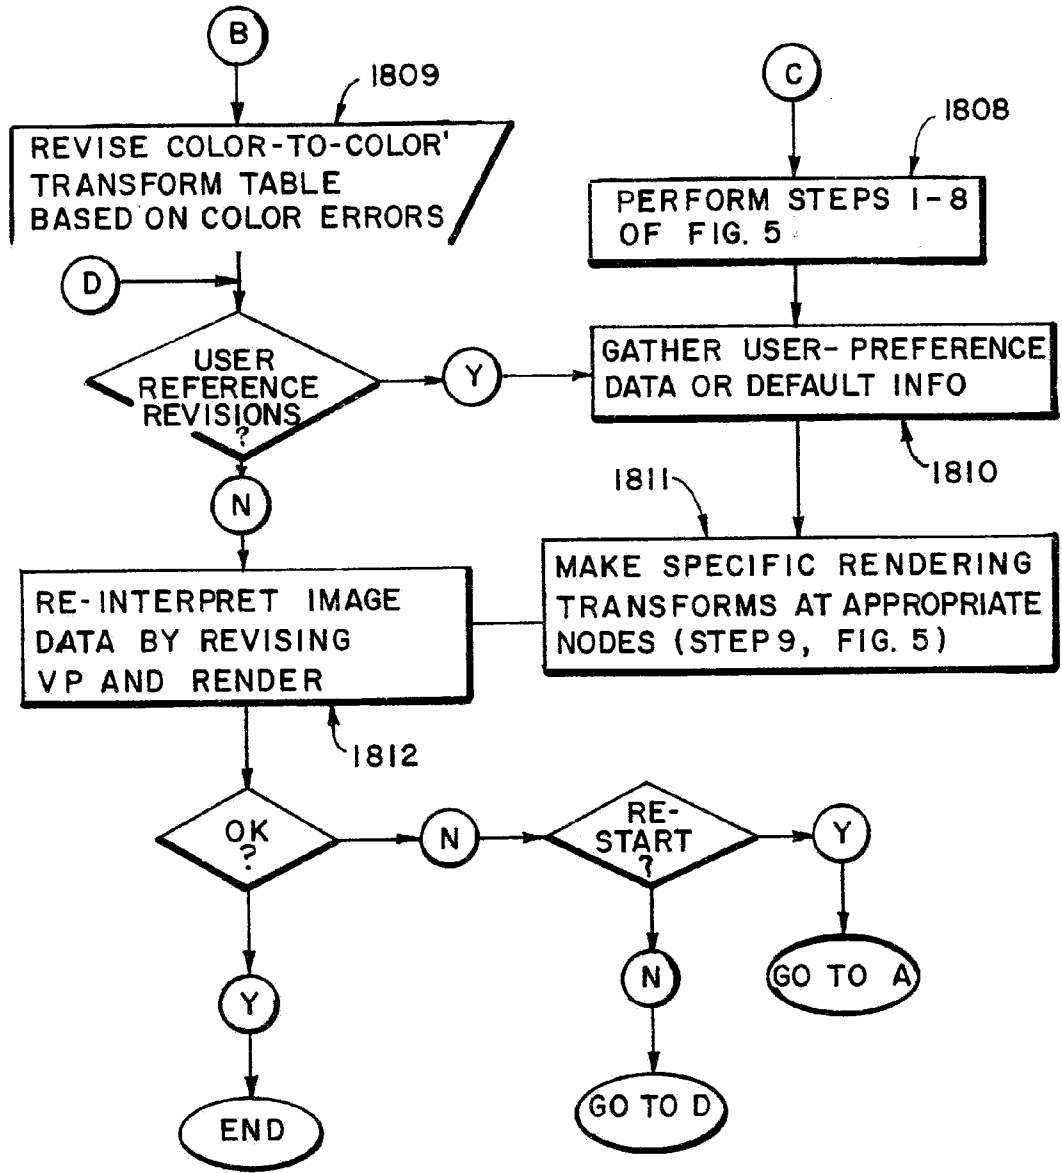 B
1809
REVISE COLOR-TO-COLOR'
TRANSFORM TABLE
BASED ON COLOR ERRORS
D
USER
REFERENCE
REVISIONS
?
Y
N
C
1808
PERFORM STEPS 1-8
OF FIG. 5
GATHER USER-PREFERENCE
DATA OR DEFAULT INFO
1810
1811
MAKE SPECIFIC RENDERING
TRANSFORMS AT APPROPRIATE
NODES (STEP 9, FIG. 5)
RE-INTERPRET IMAGE
DATA BY REVISING
VP AND RENDER
1812
OK
?
N
RE-
START
?
Y
GO TO A
N
GO TO D
Y
END